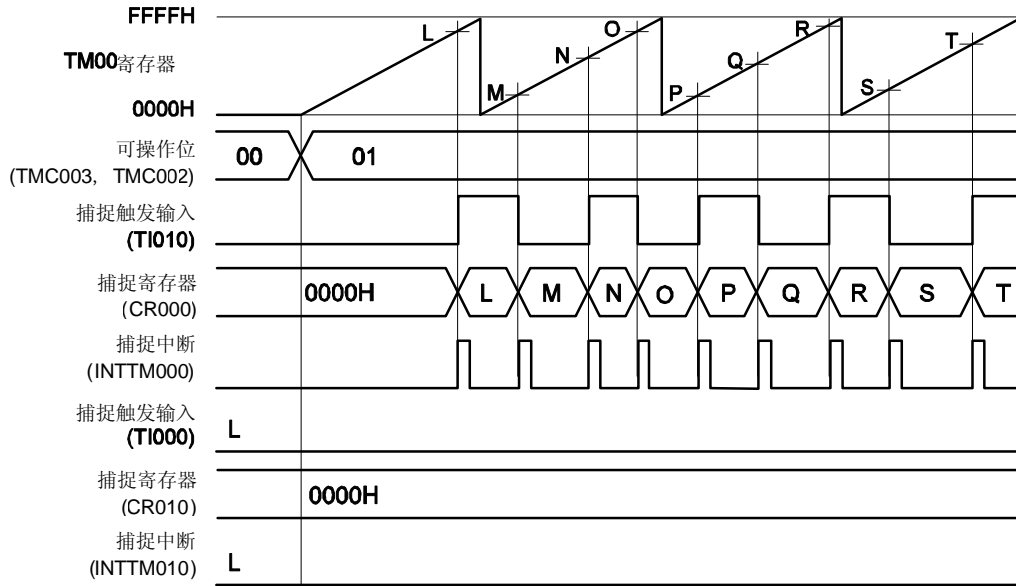 FFFFH
TM00寄存器
0000H
L M N O P Q R S T
可操作位
(TMC003, TMC002)
00 01
捕捉触发输入
(TI010)
捕捉寄存器
(CR000)
0000H L M N O P Q R S T
捕捉中断
(INTTM000)
捕捉触发输入
(TI000)
L
捕捉寄存器
(CR010)
0000H
捕捉中断
(INTTM010)
L